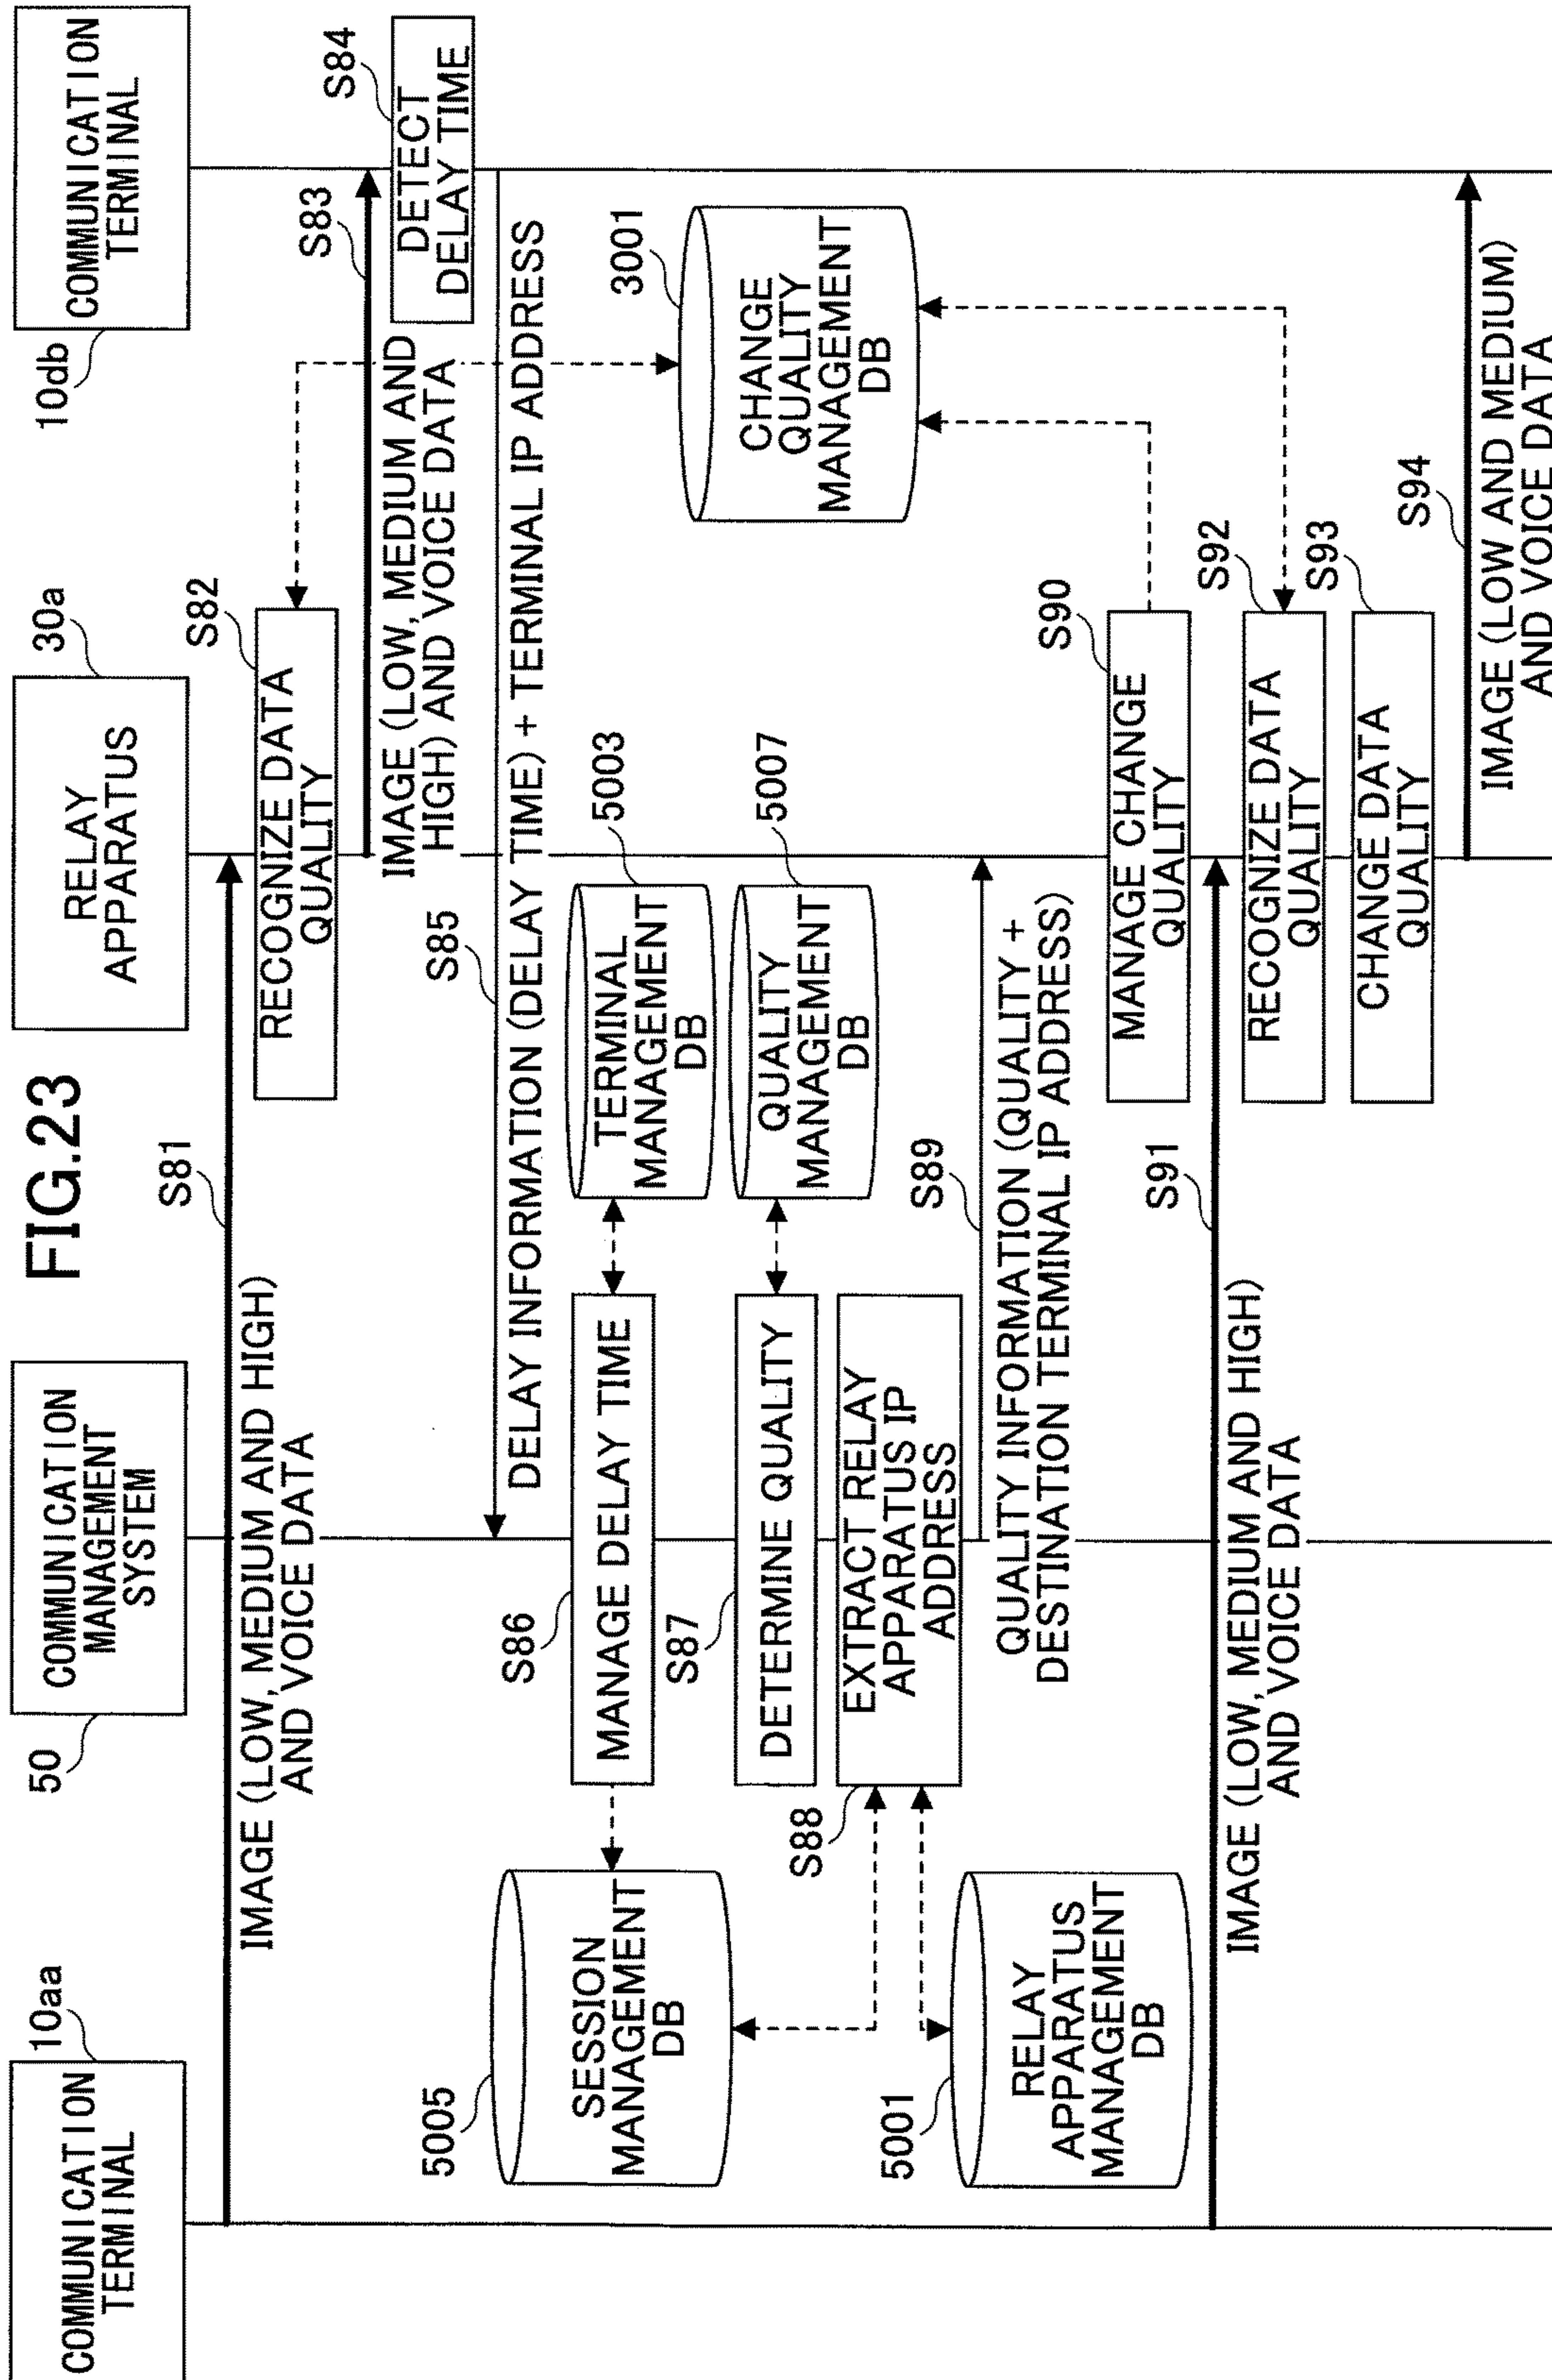 FIG.23
COMMUNICATION
TERMINAL
10aa
COMMUNICATION
MANAGEMENT
SYSTEM
50
RELAY
APPARATUS
30a
COMMUNICATION
TERMINAL
10db
S81
IMAGE (LOW, MEDIUM AND HIGH)
AND VOICE DATA
S82
RECOGNIZE DATA
QUALITY
S83
IMAGE (LOW, MEDIUM AND
HIGH) AND VOICE DATA
S84
DETECT
DELAY TIME
S85
DELAY INFORMATION (DELAY TIME) + TERMINAL IP ADDRESS
5005
SESSION
MANAGEMENT
DB
S86
MANAGE DELAY TIME
TERMINAL
MANAGEMENT
DB
5003
3001
CHANGE
QUALITY
MANAGEMENT
DB
S87
DETERMINE QUALITY
QUALITY
MANAGEMENT
DB
5007
S88
EXTRACT RELAY
APPARATUS IP
ADDRESS
5001
RELAY
APPARATUS
MANAGEMENT
DB
S89
QUALITY INFORMATION (QUALITY +
DESTINATION TERMINAL IP ADDRESS)
S90
MANAGE CHANGE
QUALITY
S91
IMAGE (LOW, MEDIUM AND HIGH)
AND VOICE DATA
S92
RECOGNIZE DATA
QUALITY
S93
CHANGE DATA
QUALITY
S94
IMAGE (LOW AND MEDIUM)
AND VOICE DATA